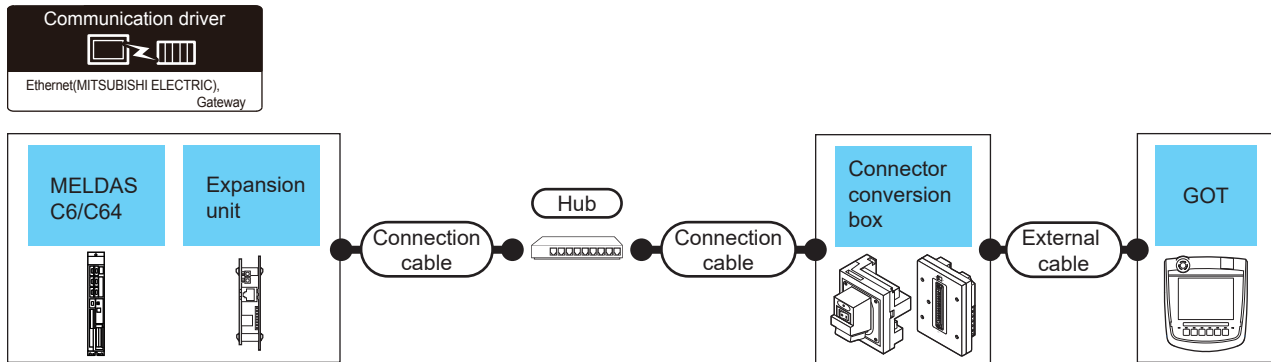 Communication driver
Ethernet(MITSUBISHI ELECTRIC),
Gateway
MELDAS
C6/C64
Expansion
unit
Connection
cable
Hub
Connection
cable
Connector
conversion
box
External
cable
GOT